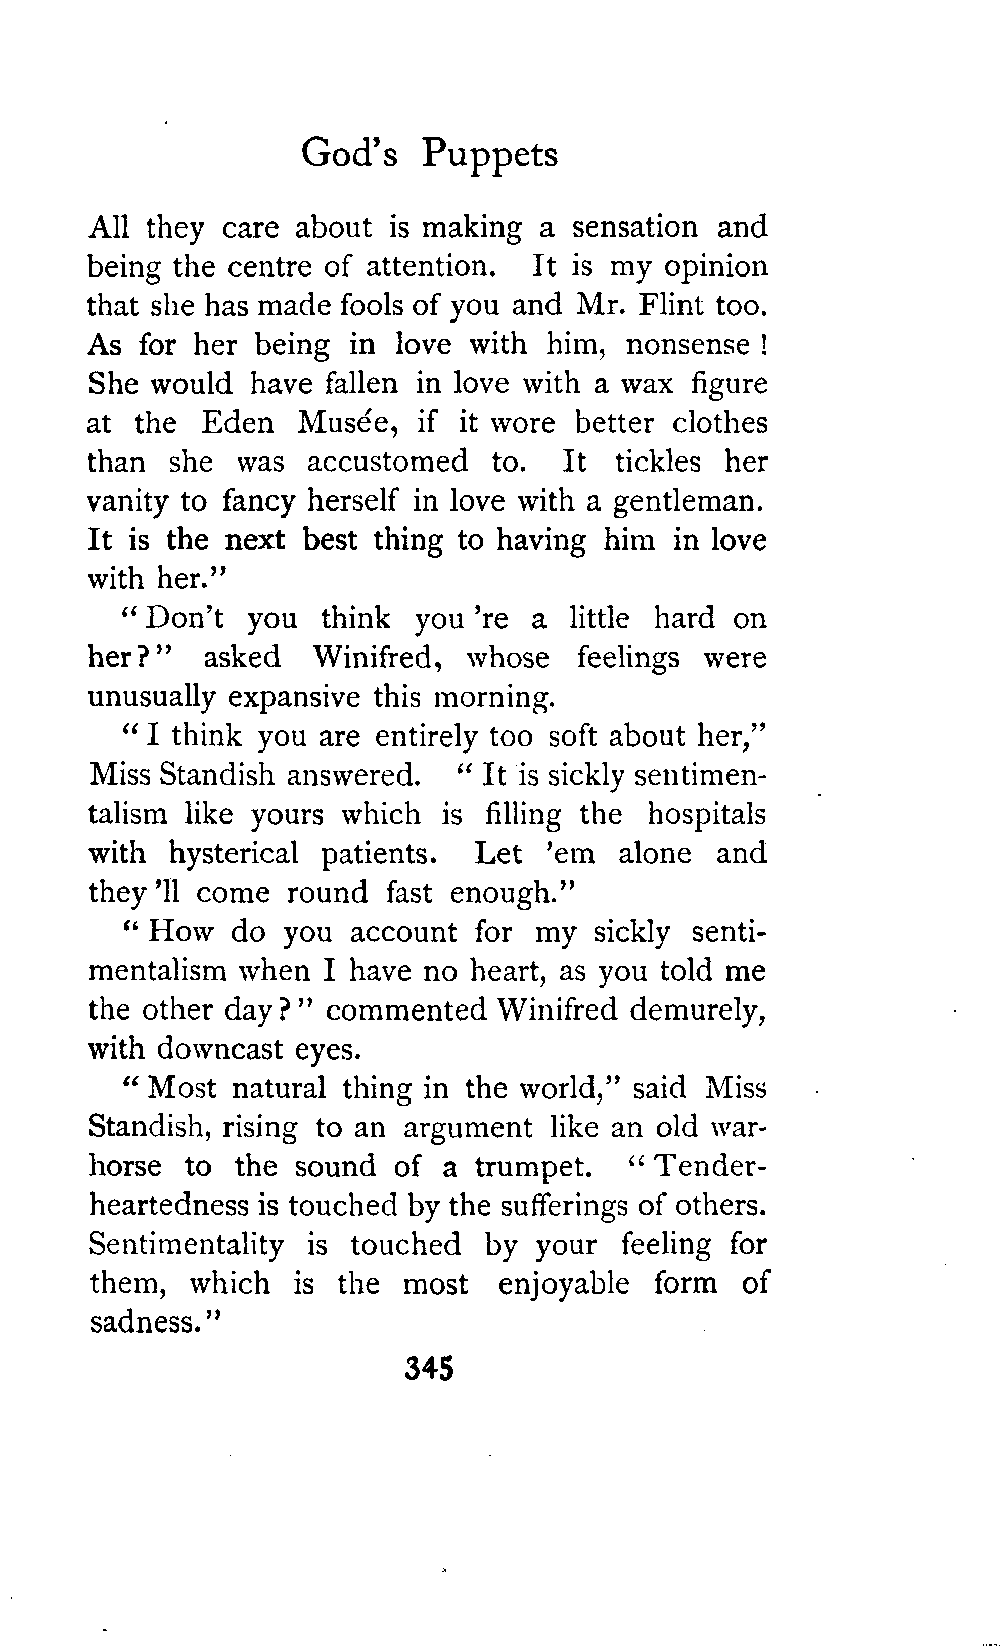 God's Puppets
All they care about is making a sensation and
being the centre of attention. It is my opinion
that she has made fools of you and Mr. Flint too.
As for her being in love with him, nonsense !
She would have fallen in love with a wax figure
at the Eden Musée, if it wore better clothes
than she was accustomed to. It tickles her
vanity to fancy herself in love with a gentleman.
It is the next best thing to having him in love
with her."
"Don't you think you 're a little hard on
her?" asked Winifred, whose feelings were
unusually expansive this morning.
"I think you are entirely too soft about her,"
Miss Standish answered. "It is sickly sentimen-
talism like yours which is filling the hospitals
with hysterical patients. Let 'em alone and
they 'll come round fast enough."
"How do you account for my sickly senti-
mentalism when I have no heart, as you told me
the other day?" commented Winifred demurely,
with downcast eyes.
"Most natural thing in the world," said Miss
Standish, rising to an argument like an old war-
horse to the sound of a trumpet. "Tender-
heartedness is touched by the sufferings of others.
Sentimentality is touched by your feeling for
them, which is the most enjoyable form of
sadness."
345